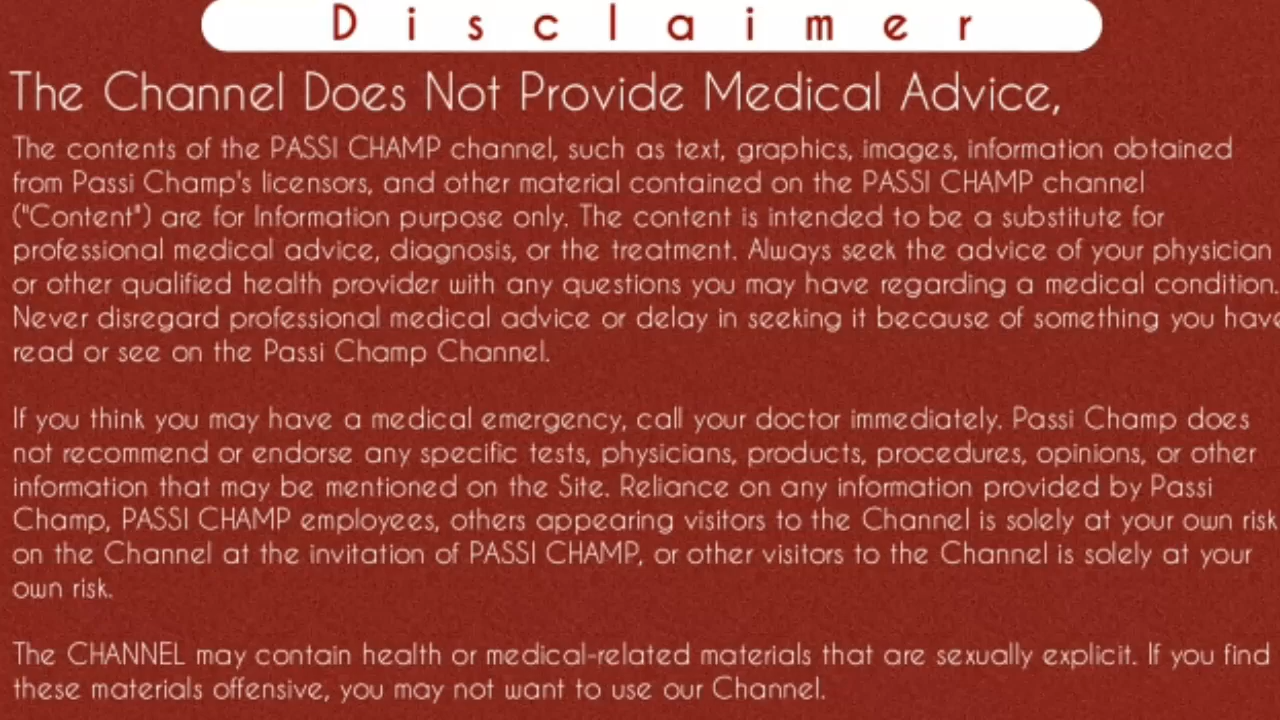 Disclaimer
The Channel Does Not Provide Medical Advice,
The contents of the PASSI CHAMP channel, such as text, graphics, images, information obtained
from Passi Champ's licensors, and other material contained on the PASSI CHAMP channel
("Content") are for Information purpose only. The content is intended to be a substitute for
professional medical advice, diagnosis, or the treatment. Always seek the advice of your physician
or other qualified health provider with any questions you may have regarding a medical condition.
Never disregard professional medical advice or delay in seeking it because of something you have
read or see on the Passi Champ Channel.
If you think you may have a medical emergency, call your doctor immediately. Passi Champ does
not recommend or endorse any specific tests, physicians, products, procedures, opinions, or other
information that may be mentioned on the Site. Reliance on any information provided by Passi
Champ, PASSI CHAMP employees, others appearing visitors to the Channel is solely at your own risk
on the Channel at the invitation of PASSI CHAMP, or other visitors to the Channel is solely at your
own risk.
The CHANNEL may contain health or medical-related materials that are sexually explicit. If you find
these materials offensive, you may not want to use our Channel.